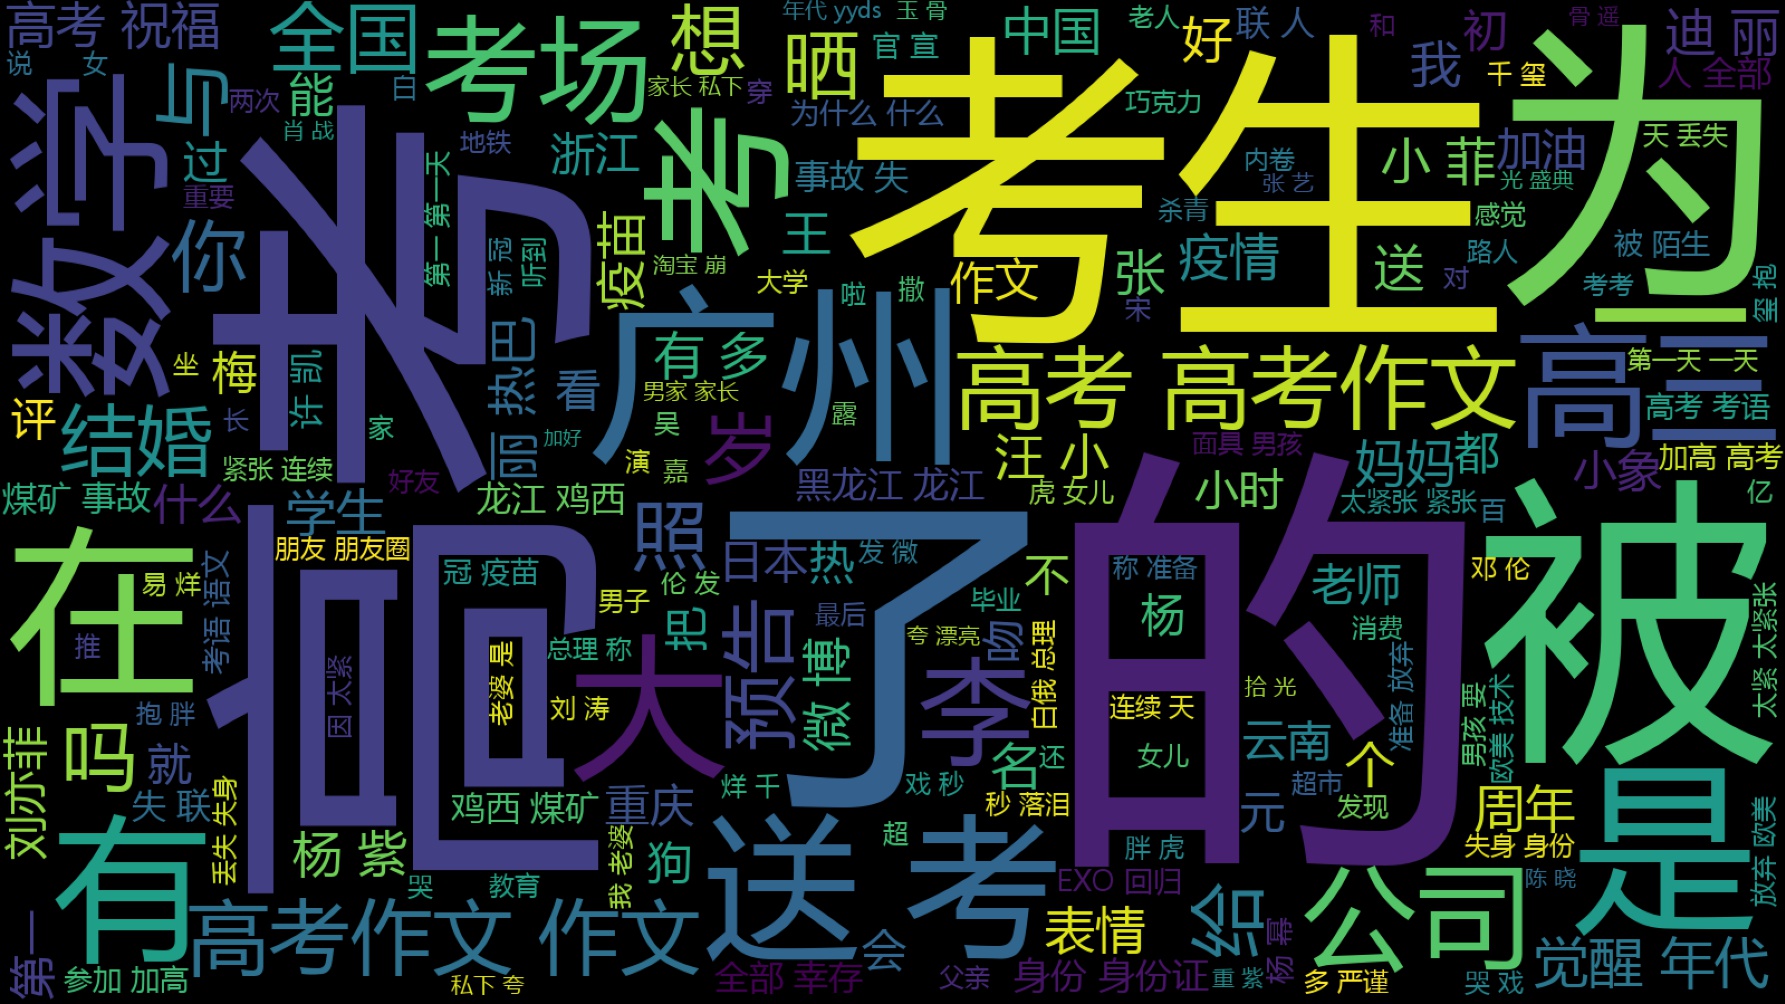 高考 祝福
全国
考场
想
晒
年代 yyds
玉 骨
官 宣
中国
老人
好
联 人
和
初
骨 遥
迪 丽
人 全部
说
女
与
两次
能
白
肖 战
家长 私下
穿
为什么 什么
巧克力
我
千 玺
为
天 丢失
数学
过
重要
你
高考
第一 第一天
地铁
浙江
考
事故 失
考生
内卷
张 艺
小 菲
加油
光 盛典
杀青
感觉
新 冠
听到
疫苗
王
淘宝 崩
大学
啦
撒
作文
张
宋
疫情
送
对
路人
被 陌生
考考
玺 抱
坐
梅
许 凯
丽 热 巴
看
广州
有 多
男家 家长
高考 高考作文
高三
第一天 一天
高考 考语
评
结婚
长
家
紧张 连续
加好
演
吴
嘉
岁
露
汪 小
面具 男孩
妈妈
都
小象
加高 高考
煤矿 事故
什么
好友
龙江 鸡西
黑龙江 龙江
虎 女儿
小时
太紧张 紧张
百
亿
学生
朋友 朋友圈
照
日本
热
发 微
了
不
的
称 准备
老师
邓 伦
被
在
易 烊
考语 语文
冠 疫苗
伦 发
男子
把
预告
最后
毕业
吻
杨
消费
推
因 太紧
老婆 是
总理 称
微 博
夸 漂亮
白俄 总理
拾 光
准备 放弃
太紧 太紧张
抱 胖
刘 涛
大
李
连续 天
云南
男孩 要
欧美 技术
刘亦菲
吗
就
名
还
女儿
个
超市
失 联
丢失 失身
烊 千
戏 秒
秒 落泪
元
发现
周年
是
有
杨 紫
鸡西 煤矿
重庆
我 老婆
狗
超
胖 虎
失身 身份
放弃 欧美
哭
教育
送考
EXO 回归
陈 晓
公司
第一
高考作文 作文
会
表情
给
杨 幂
觉醒 年代
参加 加高
私下 夸
全部 幸存
父亲
身份 身份证
重 紫
多 严谨
哭 戏